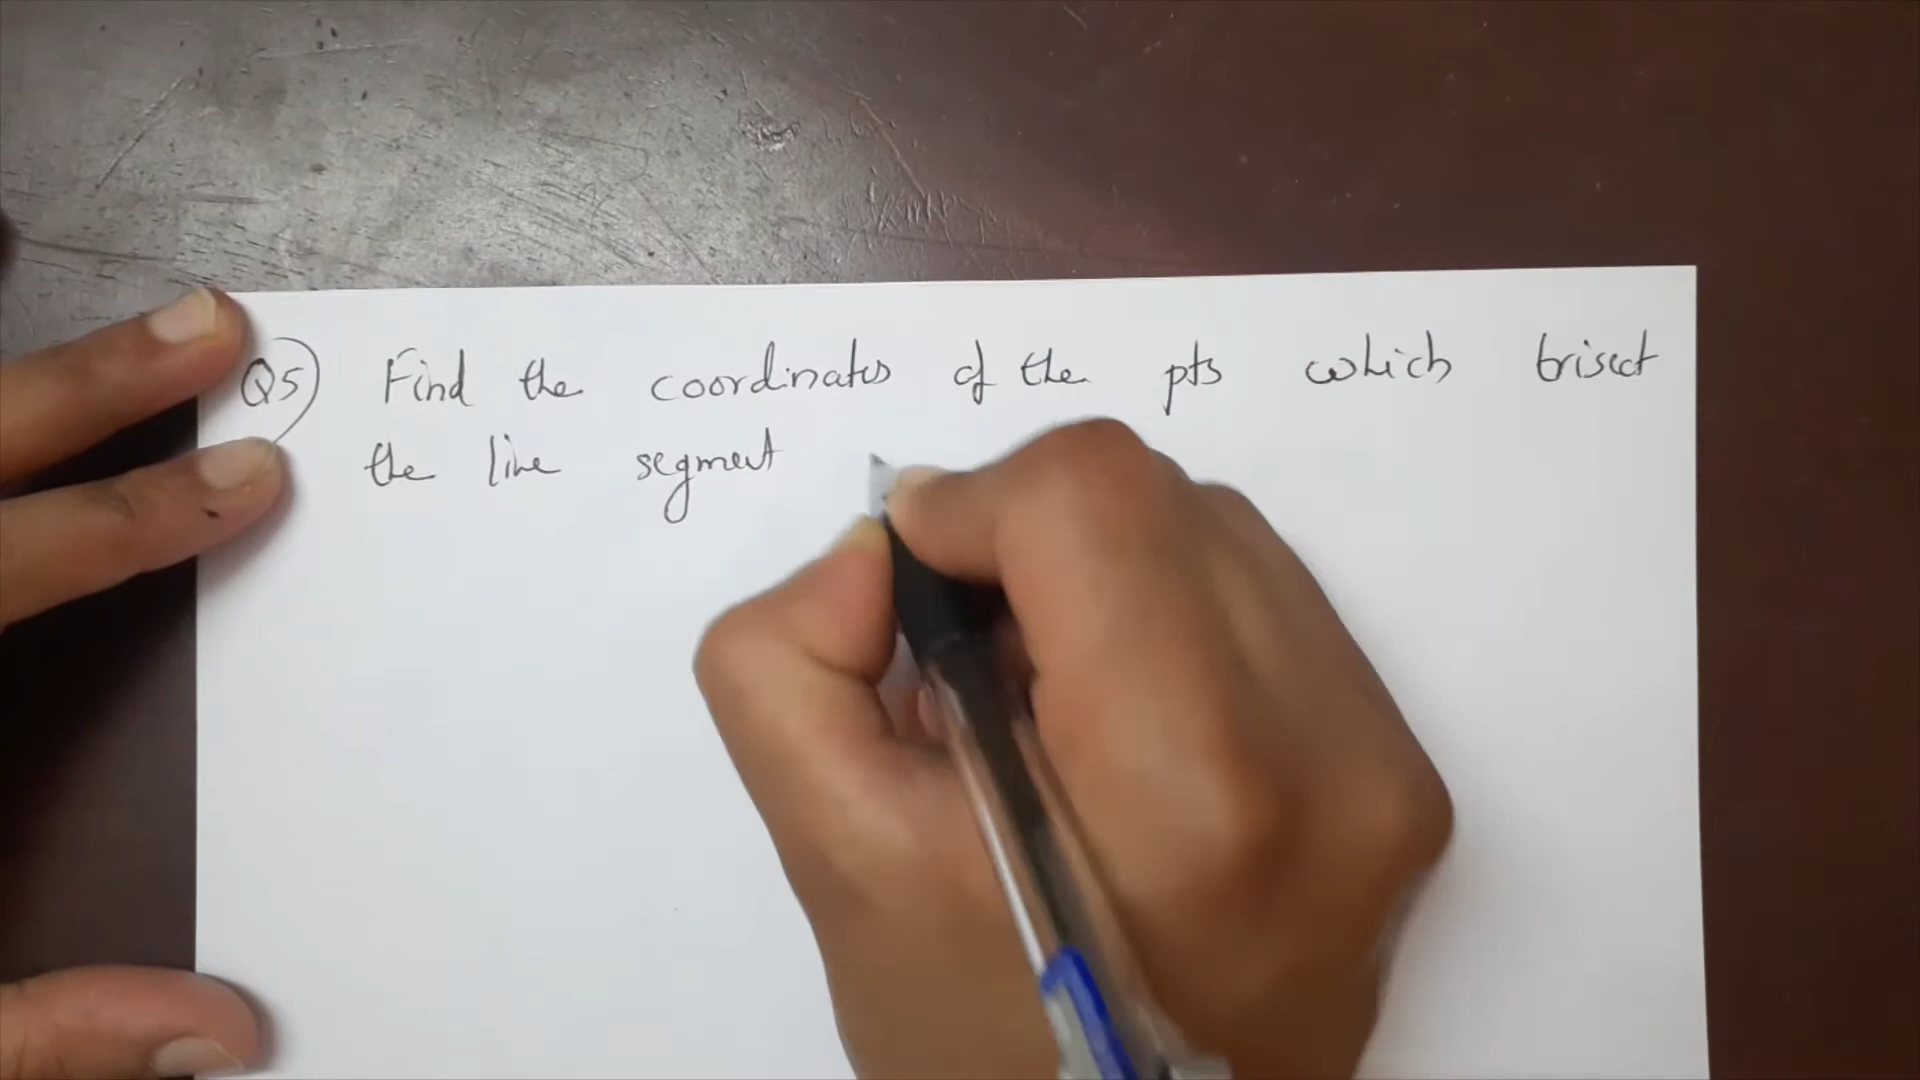 Q5) Find the coordinates of the pts which trisect
the line segment